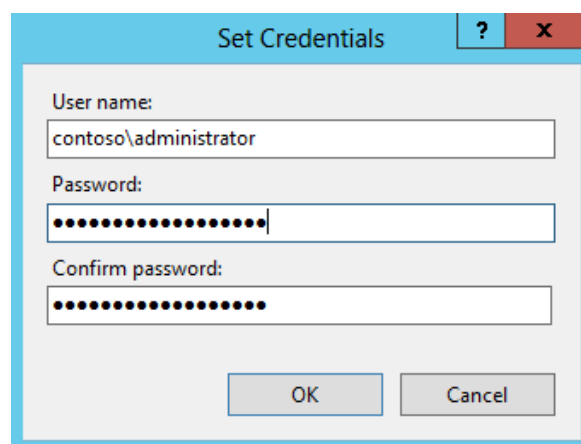 Set Credentials
?
x
User name:
contoso\administrator
Password:
●●●●●●●●●●●●●●●●●●
Confirm password:
●●●●●●●●●●●●●●●●●●
OK
Cancel